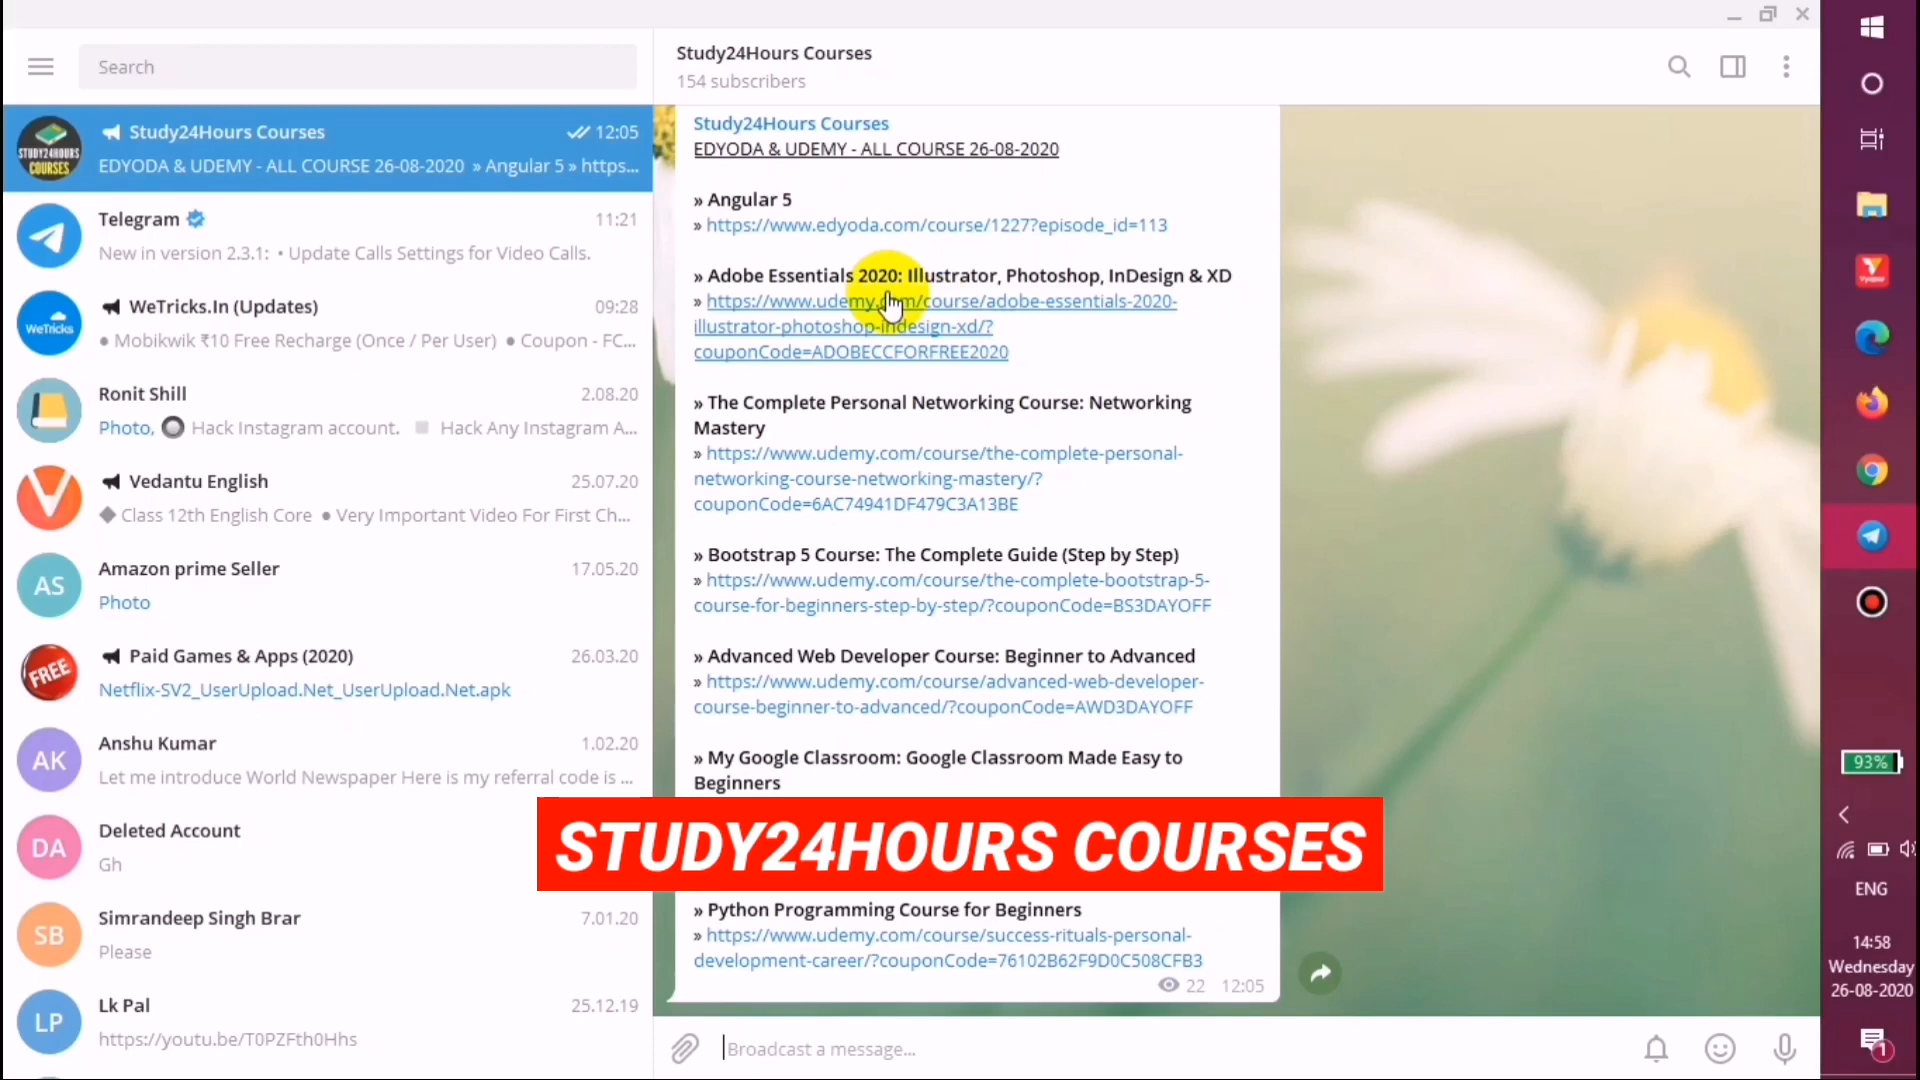 Search
STUDY24HOURS
COURSES
Study24Hours Courses
12:05
EDYODA & UDEMY - ALL COURSE 26-08-2020 » Angular 5 » https...
Telegram
11:21
New in version 2.3.1: • Update Calls Settings for Video Calls.
WeTricks
WeTricks.In (Updates)
09:28
● Mobikwik ₹10 Free Recharge (Once / Per User) ● Coupon - FC...
Ronit Shill
2.08.20
Photo, Hack Instagram account. Hack Any Instagram A...
Vedantu English
25.07.20
◆ Class 12th English Core ● Very Important Video For First Ch...
AS
Amazon prime Seller
17.05.20
Photo
FREE
Paid Games & Apps (2020)
26.03.20
Netflix-SV2_UserUpload.Net_UserUpload.Net.apk
AK
Anshu Kumar
1.02.20
Let me introduce World Newspaper Here is my referral code is ...
DA
Deleted Account
Gh
SB
Simrandeep Singh Brar
7.01.20
Please
LP
Lk Pal
25.12.19
https://youtu.be/T0PZFth0Hhs
Study24Hours Courses
154 subscribers
Study24Hours Courses
EDYODA & UDEMY - ALL COURSE 26-08-2020
» Angular 5
» https://www.edyoda.com/course/1227?episode_id=113
» Adobe Essentials 2020: Illustrator, Photoshop, InDesign & XD
» https://www.udemy.com/course/adobe-essentials-2020-
illustrator-photoshop-indesign-xd/?
couponCode=ADOBECCFORFREE2020
» The Complete Personal Networking Course: Networking
Mastery
» https://www.udemy.com/course/the-complete-personal-
networking-course-networking-mastery/?
couponCode=6AC74941DF479C3A13BE
» Bootstrap 5 Course: The Complete Guide (Step by Step)
» https://www.udemy.com/course/the-complete-bootstrap-5-
course-for-beginners-step-by-step/?couponCode=BS3DAYOFF
» Advanced Web Developer Course: Beginner to Advanced
» https://www.udemy.com/course/advanced-web-developer-
course-beginner-to-advanced/?couponCode=AWD3DAYOFF
» My Google Classroom: Google Classroom Made Easy to
Beginners
STUDY24HOURS COURSES
» Python Programming Course for Beginners
» https://www.udemy.com/course/success-rituals-personal-
development-career/?couponCode=76102B62F9D0C508CFB3
22 12:05
Broadcast a message...
93%
ENG
14:58
Wednesday
26-08-2020
1